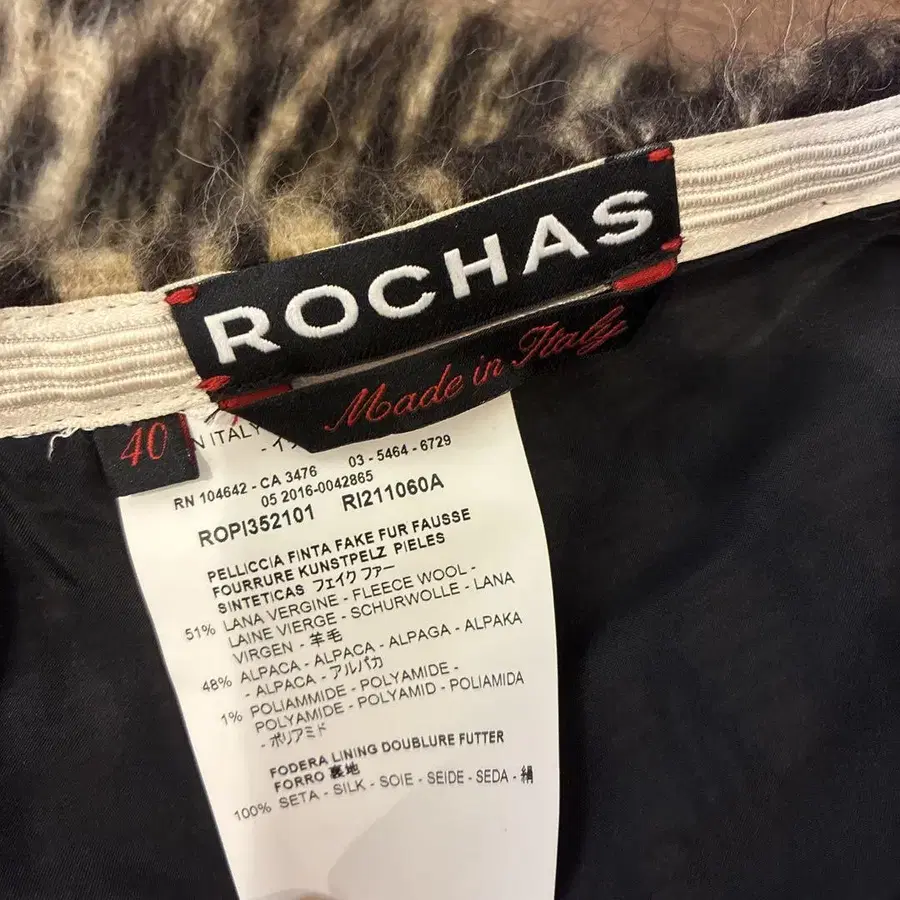 ROCHAS
Made in Italy
40
N ITALY
RN 104642 - CA 3476 03 - 5464 - 6729
05 2016-0042865
ROPI352101 RI211060A
PELLICCIA FINTA FAKE FUR FAUSSE
FOURRURE KUNSTPELZ PIELES
SINTETICAS フェイク ファー
51% LANA VERGINE - FLEECE WOOL -
LAINE VIERGE - SCHURWOLLE - LANA
VIRGEN - 羊毛
48% ALPACA - ALPACA - ALPAGA - ALPAKA
- ALPACA - アルパカ
1% POLIAMMIDE - POLYAMIDE -
POLYAMIDE - POLYAMID - POLIAMIDA
- ポリアミド
FODERA LINING DOUBLURE FUTTER
FORRO 裏地
100% SETA - SILK - SOIE - SEIDE - SEDA - 絹